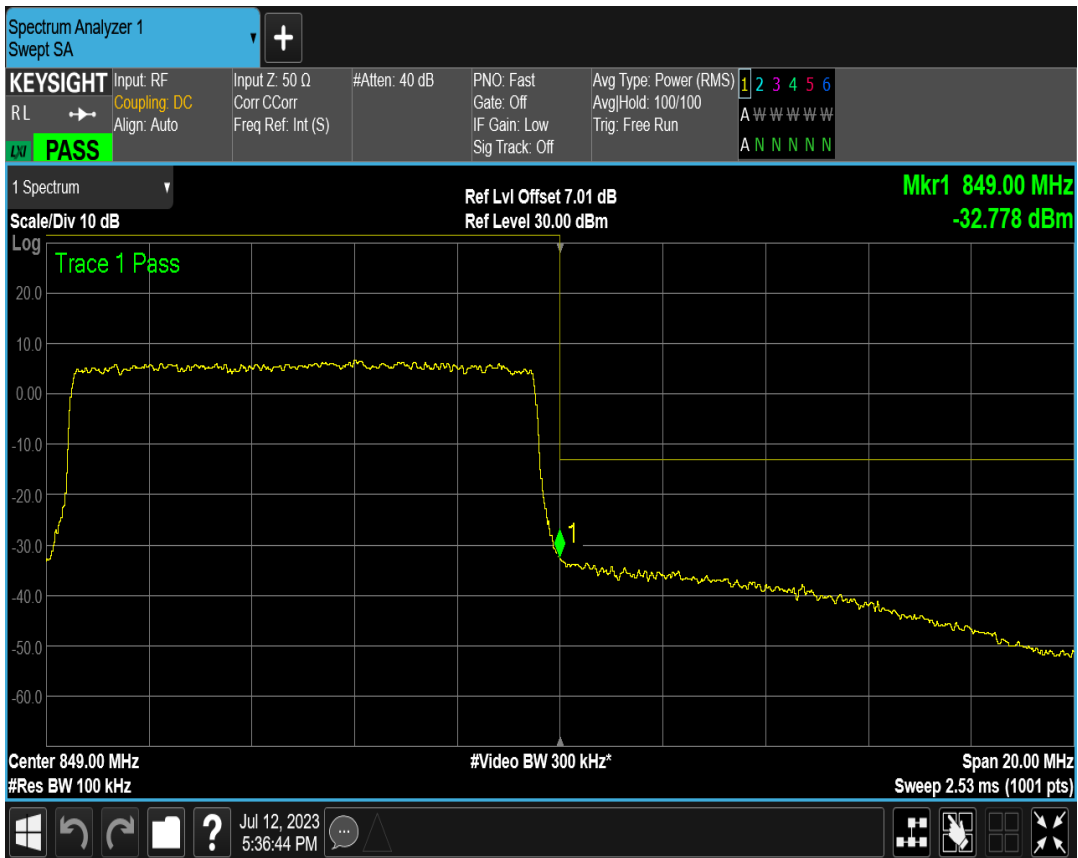 Spectrum Analyzer 1
Swept SA
+
KEYSIGHT
RL
LXI PASS
Input: RF
Coupling: DC
Align: Auto
Input Z: 50 Ω
Corr CCorr
Freq Ref: Int (S)
#Atten: 40 dB
PNO: Fast
Gate: Off
IF Gain: Low
Sig Track: Off
Avg Type: Power (RMS)
Avg|Hold: 100/100
Trig: Free Run
1 2 3 4 5 6
A W W W W W
A N N N N N
1 Spectrum
Scale/Div 10 dB
Ref Lvl Offset 7.01 dB
Ref Level 30.00 dBm
Mkr1 849.00 MHz
-32.778 dBm
Log
Trace 1 Pass
20.0
10.0
0.00
-10.0
-20.0
-30.0
-40.0
-50.0
-60.0
1
Center 849.00 MHz
#Res BW 100 kHz
#Video BW 300 kHz*
Span 20.00 MHz
Sweep 2.53 ms (1001 pts)
?
Jul 12, 2023
5:36:44 PM